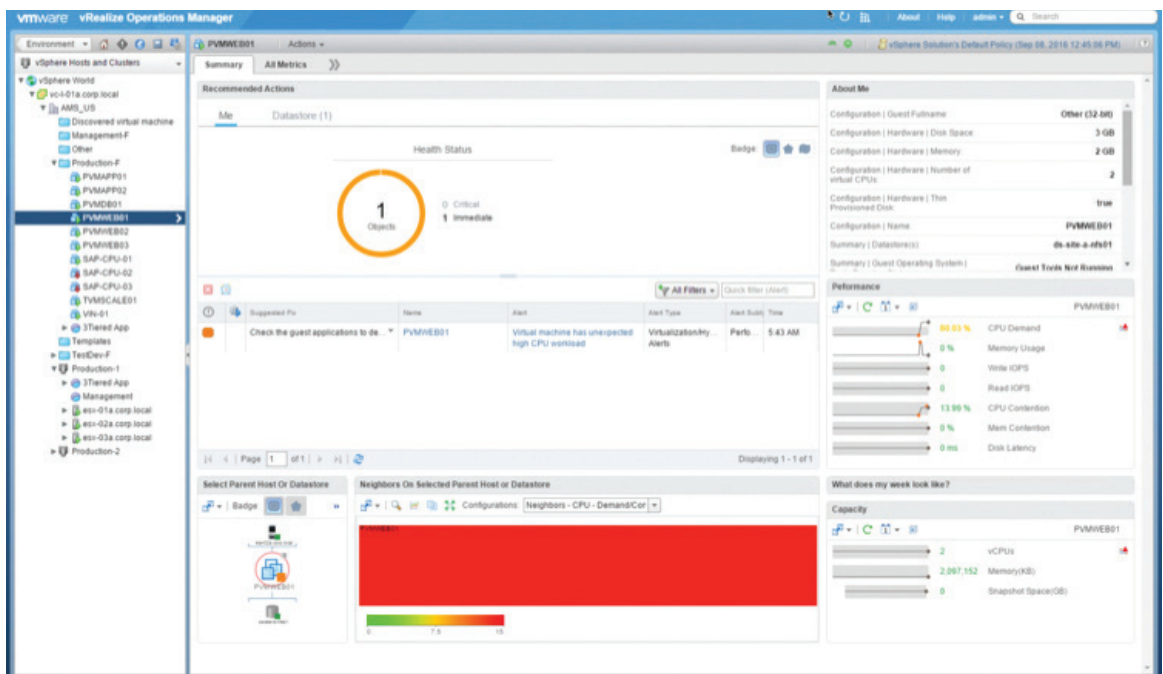 vmware vRealize Operations Manager
About Help admin Search
Environment
PVMWEB01 Actions
vSphere Solution's Default Policy (Sep 08, 2016 12:45:06 PM)
vSphere Hosts and Clusters
vSphere World
vc-l-01a.corp.local
AMS_US
Discovered virtual machine
Management-F
Other
Production-F
PVMAPP01
PVMAPP02
PVMDB01
PVMWEB01
PVMWEB02
PVMWEB03
SAP-CPU-01
SAP-CPU-02
SAP-CPU-03
TVMSCALE01
VIN-01
3Tiered App
Templates
TestDev-F
Production-1
3Tiered App
Management
esx-01a.corp.local
esx-02a.corp.local
esx-03a.corp.local
Production-2
Summary All Metrics
Recommended Actions
Me Datastore (1)
Health Status
Badge
1
Objects
0 Critical
1 Immediate
All Filters Quick filter (Alert)
Suggested Fix Name Alert Alert Type Alert Subt Time
Check the guest applications to de... PVMWEB01 Virtual machine has unexpected Virtualization/Hy... Perfo... 5:43 AM
high CPU workload Alerts
Page 1 of 1 Displaying 1 - 1 of 1
Select Parent Host Or Datastore
Badge
PVMWEB01
Neighbors On Selected Parent Host or Datastore
Configurations: Neighbors - CPU - Demand/Cor
PVMWEB01
0 7.5 15
About Me
Configuration | Guest Fullname: Other (32-bit)
Configuration | Hardware | Disk Space: 3 GB
Configuration | Hardware | Memory: 2 GB
Configuration | Hardware | Number of
virtual CPUs: 2
Configuration | Hardware | Thin
Provisioned Disk: true
Configuration | Name: PVMWEB01
Summary | Datastore(s): ds-site-a-nfs01
Summary | Guest Operating System | Guest Tools Not Running
Peformance
PVMWEB01
80.03 % CPU Demand
0 % Memory Usage
0 Write IOPS
0 Read IOPS
13.99 % CPU Contention
0 % Mem Contention
0 ms Disk Latency
What does my week look like?
Capacity
PVMWEB01
2 vCPUs
2,097,152 Memory(KB)
0 Snapshot Space(GB)